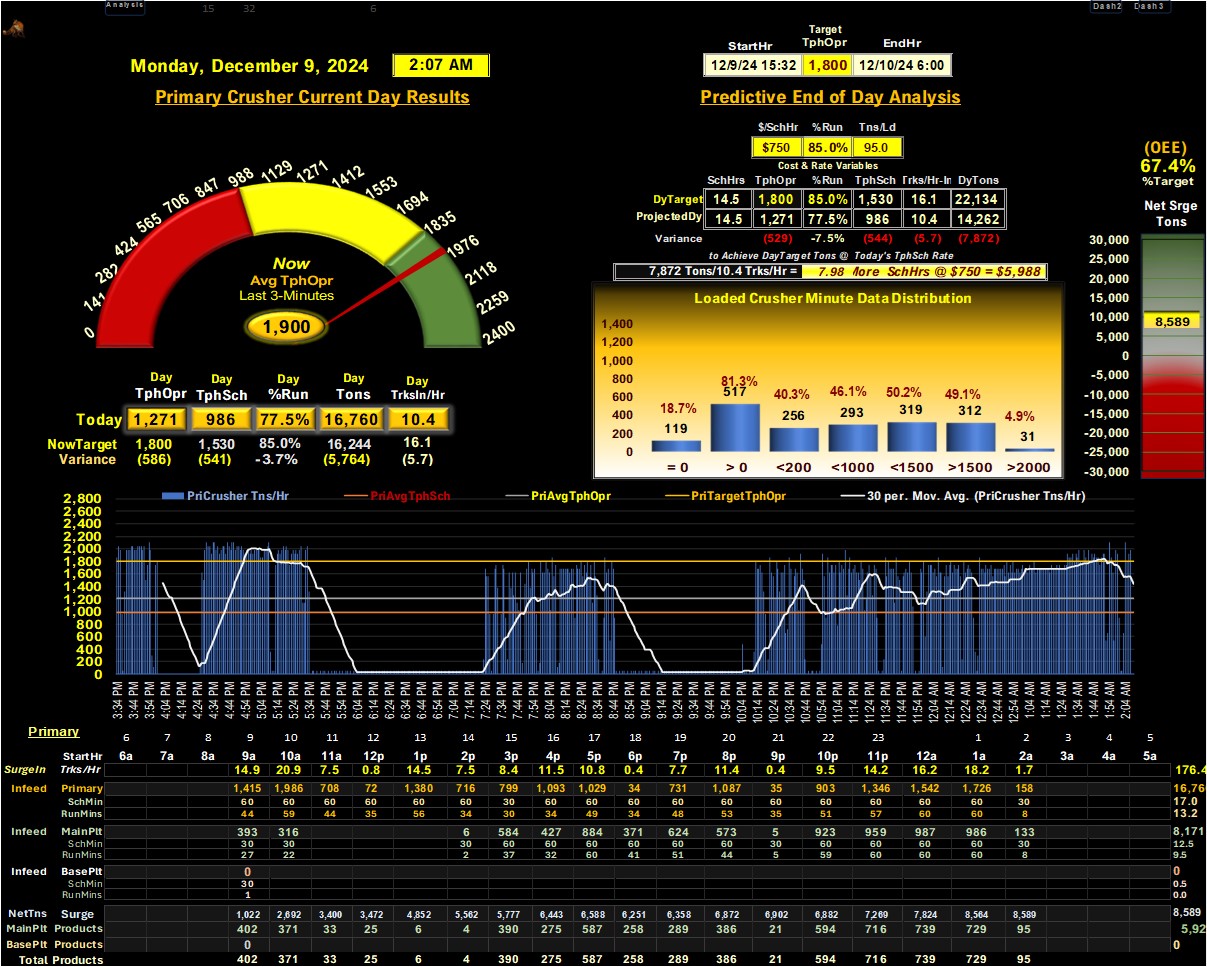 Analysis 15 32 6 Dash2 Dash3
Target
StartHr TphOpr EndHr
Monday, December 9, 2024 2:07 AM 12/9/24 15:32 1,800 12/10/24 6:00
Primary Crusher Current Day Results Predictive End of Day Analysis
$/SchHr %Run Tns/Ld
$750 85.0% 95.0
Cost & Rate Variables
SchHrs TphOpr %Run TphSch Trks/Hr-In DyTons
DyTarget 14.5 1,800 85.0% 1,530 16.1 22,134
ProjectedDy 14.5 1,271 77.5% 986 10.4 14,262
Variance (529) -7.5% (544) (5.7) (7,872)
to Achieve DayTarget Tons @ Today's TphSch Rate
7,872 Tons/10.4 Trks/Hr = 7.98 More SchHrs @ $750 = $5,988
(OEE)
67.4%
%Target
Net Srge
Tons
30,000
25,000
20,000
15,000
10,000
8,589
5,000
0
-5,000
-10,000
-15,000
-20,000
-25,000
-30,000
0 141 282 424 565 706 847 988 1129 1271 1412 1553 1694 1835 1976 2118 2259 2400
Now
Avg TphOpr
Last 3-Minutes
1,900
Day Day Day Day Day
TphOpr TphSch %Run Tons TrksIn/Hr
Today 1,271 986 77.5% 16,760 10.4
NowTarget 1,800 1,530 85.0% 16,244 16.1
Variance (586) (541) -3.7% (5,764) (5.7)
Loaded Crusher Minute Data Distribution
1,400
1,200
1,000
800
600
400
200
0
18.7% 81.3% 40.3% 46.1% 50.2% 49.1% 4.9%
119 517 256 293 319 312 31
= 0 > 0 <200 <1000 <1500 >1500 >2000
PriCrusher Tns/Hr PriAvgTphSch PriAvgTphOpr PriTargetTphOpr 30 per. Mov. Avg. (PriCrusher Tns/Hr)
2,800
2,600
2,400
2,200
2,000
1,800
1,600
1,400
1,200
1,000
800
600
400
200
0
3:34 PM 3:44 PM 3:54 PM 4:04 PM 4:14 PM 4:24 PM 4:34 PM 4:44 PM 4:54 PM 5:04 PM 5:14 PM 5:24 PM 5:34 PM 5:44 PM 5:54 PM 6:04 PM 6:14 PM 6:24 PM 6:34 PM 6:44 PM 6:54 PM 7:04 PM 7:14 PM 7:24 PM 7:34 PM 7:44 PM 7:54 PM 8:04 PM 8:14 PM 8:24 PM 8:34 PM 8:44 PM 8:54 PM 9:04 PM 9:14 PM 9:24 PM 9:34 PM 9:44 PM 9:54 PM 10:04 PM 10:14 PM 10:24 PM 10:34 PM 10:44 PM 10:54 PM 11:04 PM 11:14 PM 11:24 PM 11:34 PM 11:44 PM 11:54 PM 12:04 AM 12:14 AM 12:24 AM 12:34 AM 12:44 AM 12:54 AM 1:04 AM 1:14 AM 1:24 AM 1:34 AM 1:44 AM 1:54 AM 2:04 AM
Primary
6 7 8 9 10 11 12 13 14 15 16 17 18 19 20 21 22 23 1 2 3 4 5
StartHr 6a 7a 8a 9a 10a 11a 12p 1p 2p 3p 4p 5p 6p 7p 8p 9p 10p 11p 12a 1a 2a 3a 4a 5a
SurgeIn Trks/Hr 14.9 20.9 7.5 0.8 14.5 7.5 8.4 11.5 10.8 0.4 7.7 11.4 0.4 9.5 14.2 16.2 18.2 1.7 176.4
Infeed Primary 1,415 1,986 708 72 1,380 716 799 1,093 1,029 34 731 1,087 35 903 1,346 1,542 1,726 158 16,76
SchMin 60 60 60 60 60 60 30 60 60 60 60 60 60 60 60 60 60 30 17.0
RunMins 44 59 44 35 56 34 30 34 49 34 48 53 35 51 57 60 60 8 13.2
Infeed MainPlt 393 316 6 584 427 884 371 624 573 5 923 959 987 986 133 8,171
SchMin 30 30 30 60 60 60 60 60 60 30 60 60 60 60 30 12.5
RunMins 27 22 2 37 32 60 41 51 44 5 59 60 60 60 8 9.5
Infeed BasePlt 0 0
SchMin 30 0.5
RunMins 1 0.0
NetTns Surge 1,022 2,692 3,400 3,472 4,852 5,562 5,777 6,443 6,588 6,251 6,358 6,872 6,902 6,882 7,269 7,824 8,564 8,589 8,589
MainPlt Products 402 371 33 25 6 4 390 275 587 258 289 386 21 594 716 739 729 95 5,92
BasePlt Products 0 0
Total Products 402 371 33 25 6 4 390 275 587 258 289 386 21 594 716 739 729 95